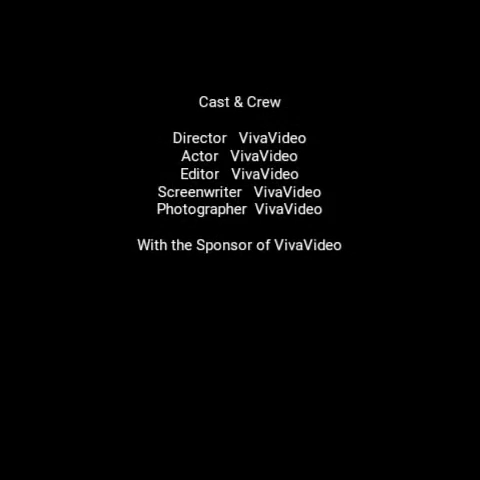 Cast & Crew
Director VivaVideo
Actor VivaVideo
Editor VivaVideo
Screenwriter VivaVideo
Photographer VivaVideo
With the Sponsor of VivaVideo